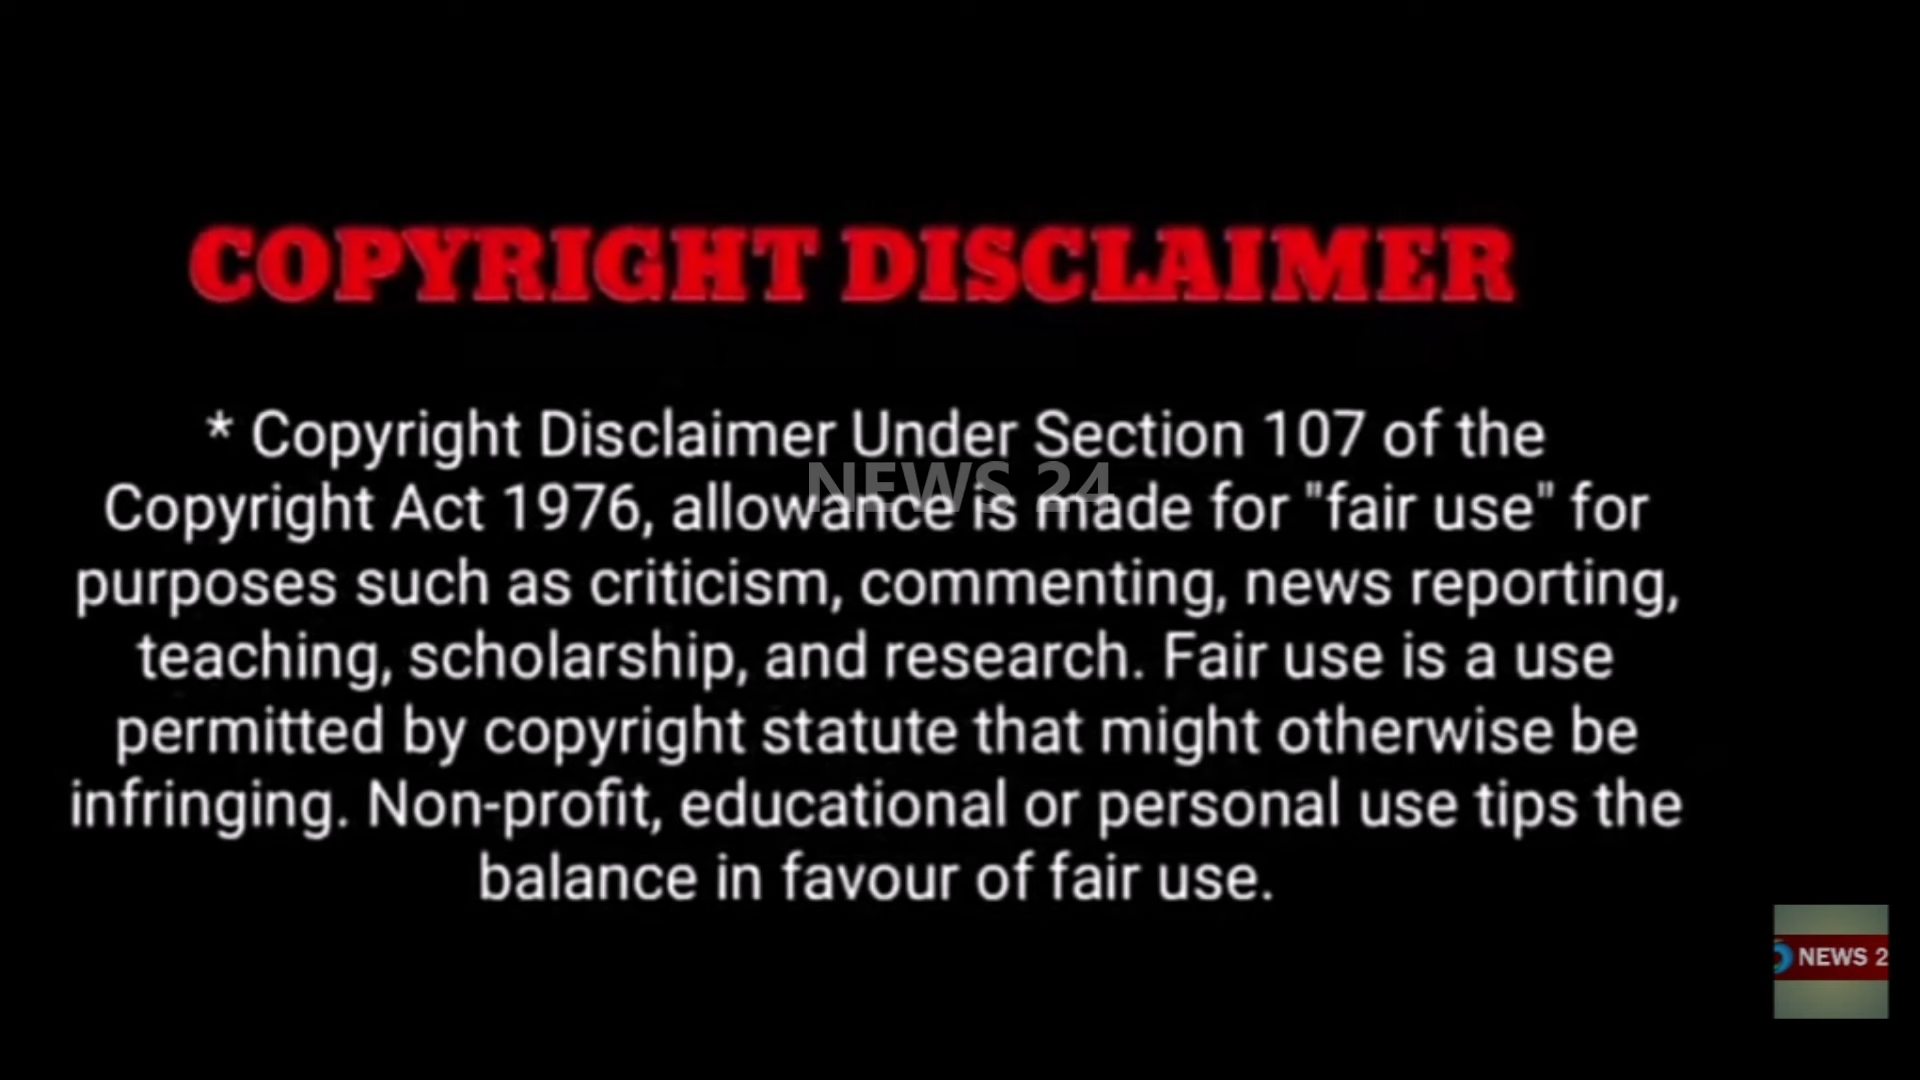 COPYRIGHT DISCLAIMER
* Copyright Disclaimer Under Section 107 of the
NEWS 24
Copyright Act 1976, allowance is made for "fair use" for
purposes such as criticism, commenting, news reporting,
teaching, scholarship, and research. Fair use is a use
permitted by copyright statute that might otherwise be
infringing. Non-profit, educational or personal use tips the
balance in favour of fair use.
NEWS 2